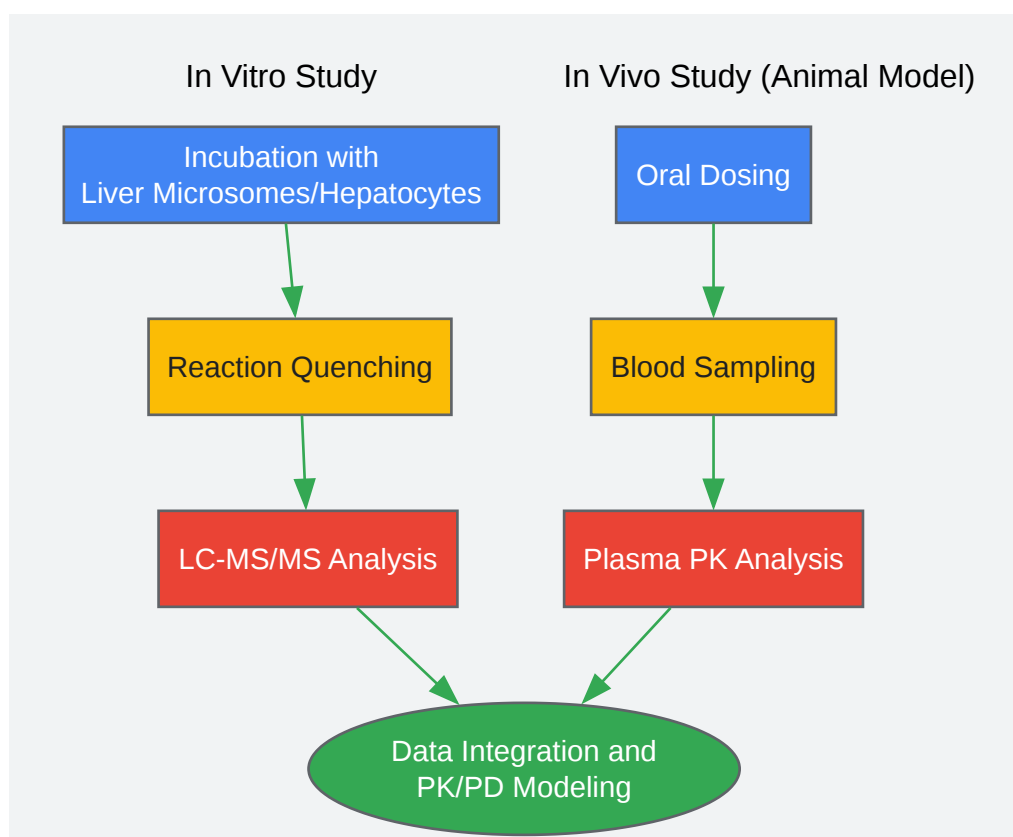 In Vitro Study
In Vivo Study (Animal Model)
Incubation with
Liver Microsomes/Hepatocytes
Oral Dosing
Reaction Quenching
Blood Sampling
LC-MS/MS Analysis
Plasma PK Analysis
Data Integration and
PK/PD Modeling